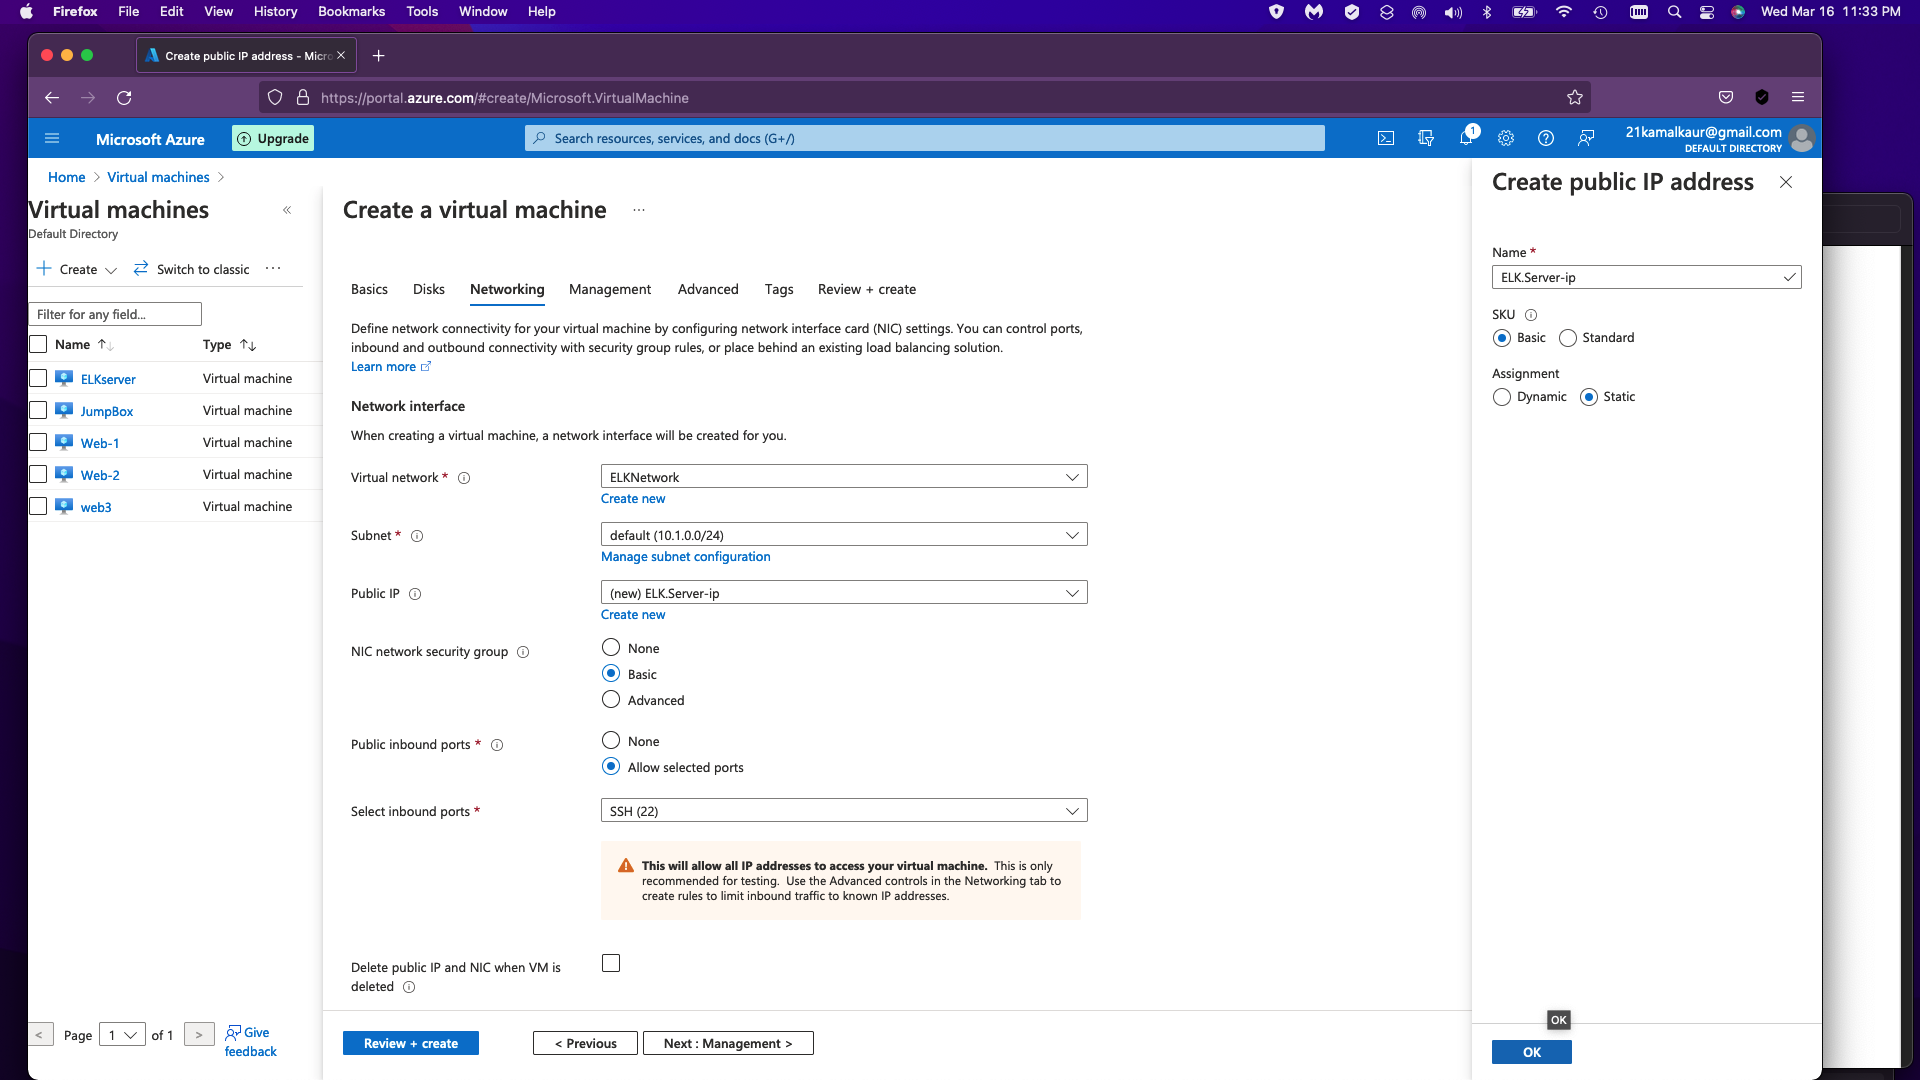 Firefox File Edit View History Bookmarks Tools Window Help Wed Mar 16 11:33 PM
Create public IP address - Micro
https://portal.azure.com/#create/Microsoft.VirtualMachine
Microsoft Azure Upgrade Search resources, services, and docs (G+/) 1 21kamalkaur@gmail.com
DEFAULT DIRECTORY
Home > Virtual machines >
Virtual machines «
Default Directory
+ Create Switch to classic ...
Filter for any field...
Name ↑↓ Type ↑↓
ELKserver Virtual machine
JumpBox Virtual machine
Web-1 Virtual machine
Web-2 Virtual machine
web3 Virtual machine
< Page 1 of 1 > Give feedback
Create a virtual machine ...
Basics Disks Networking Management Advanced Tags Review + create
Define network connectivity for your virtual machine by configuring network interface card (NIC) settings. You can control ports,
inbound and outbound connectivity with security group rules, or place behind an existing load balancing solution.
Learn more
Network interface
When creating a virtual machine, a network interface will be created for you.
Virtual network * ELKNetwork
Create new
Subnet * default (10.1.0.0/24)
Manage subnet configuration
Public IP (new) ELK.Server-ip
Create new
NIC network security group None
Basic
Advanced
Public inbound ports * None
Allow selected ports
Select inbound ports * SSH (22)
This will allow all IP addresses to access your virtual machine. This is only
recommended for testing. Use the Advanced controls in the Networking tab to
create rules to limit inbound traffic to known IP addresses.
Delete public IP and NIC when VM is
deleted
Review + create < Previous Next : Management >
Create public IP address
Name *
ELK.Server-ip
SKU
Basic Standard
Assignment
Dynamic Static
OK
OK